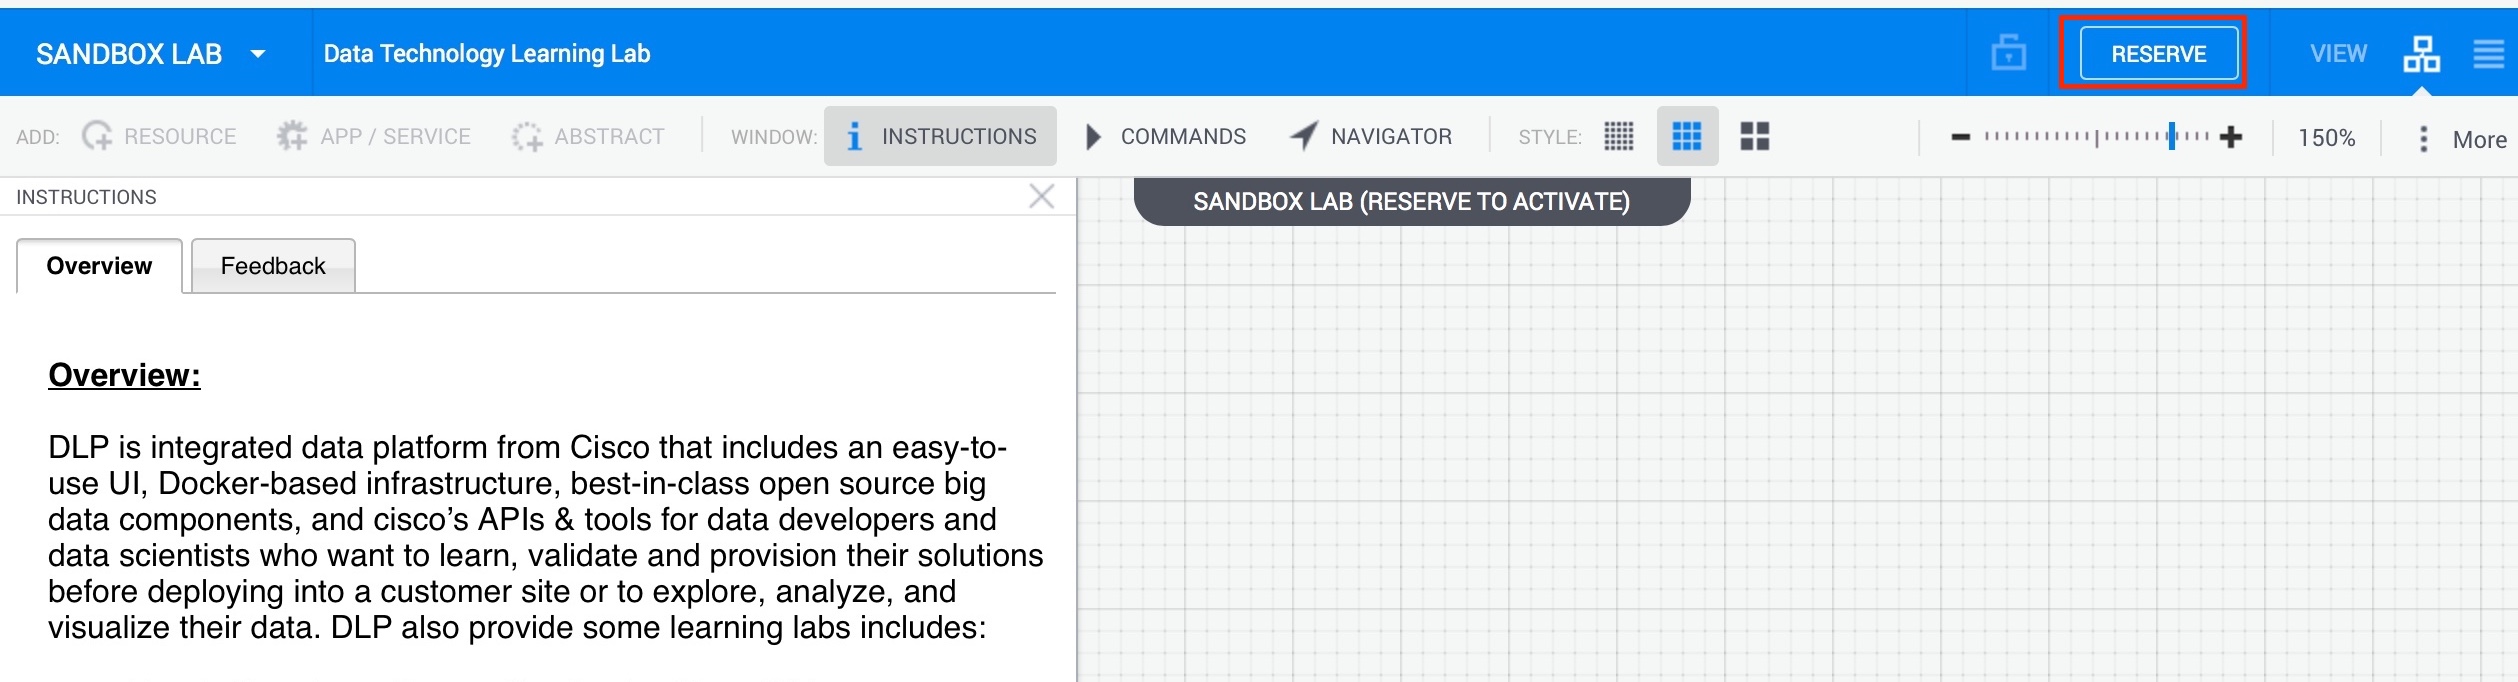 SANDBOX LAB
Data Technology Learning Lab
RESERVE
VIEW
ADD:
RESOURCE
APP / SERVICE
ABSTRACT
WINDOW:
INSTRUCTIONS
COMMANDS
NAVIGATOR
STYLE:
150%
More
INSTRUCTIONS
SANDBOX LAB (RESERVE TO ACTIVATE)
Overview
Feedback
Overview:
DLP is integrated data platform from Cisco that includes an easy-to-
use UI, Docker-based infrastructure, best-in-class open source big
data components, and cisco’s APIs & tools for data developers and
data scientists who want to learn, validate and provision their solutions
before deploying into a customer site or to explore, analyze, and
visualize their data. DLP also provide some learning labs includes: